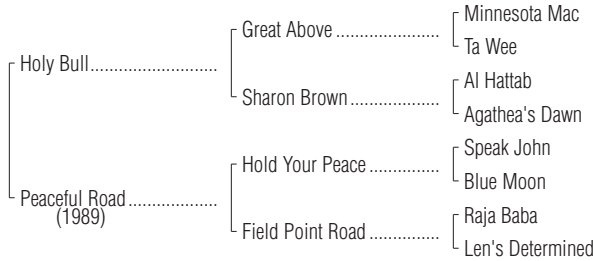 Minnesota Mac
Great Above ....................
Ta Wee
Holy Bull.........................
Al Hattab
Sharon Brown .................
Agathea's Dawn
Speak John
Hold Your Peace .............
Blue Moon
Peaceful Road ..................
(1989)
Raja Baba
Field Point Road .............
Len's Determined